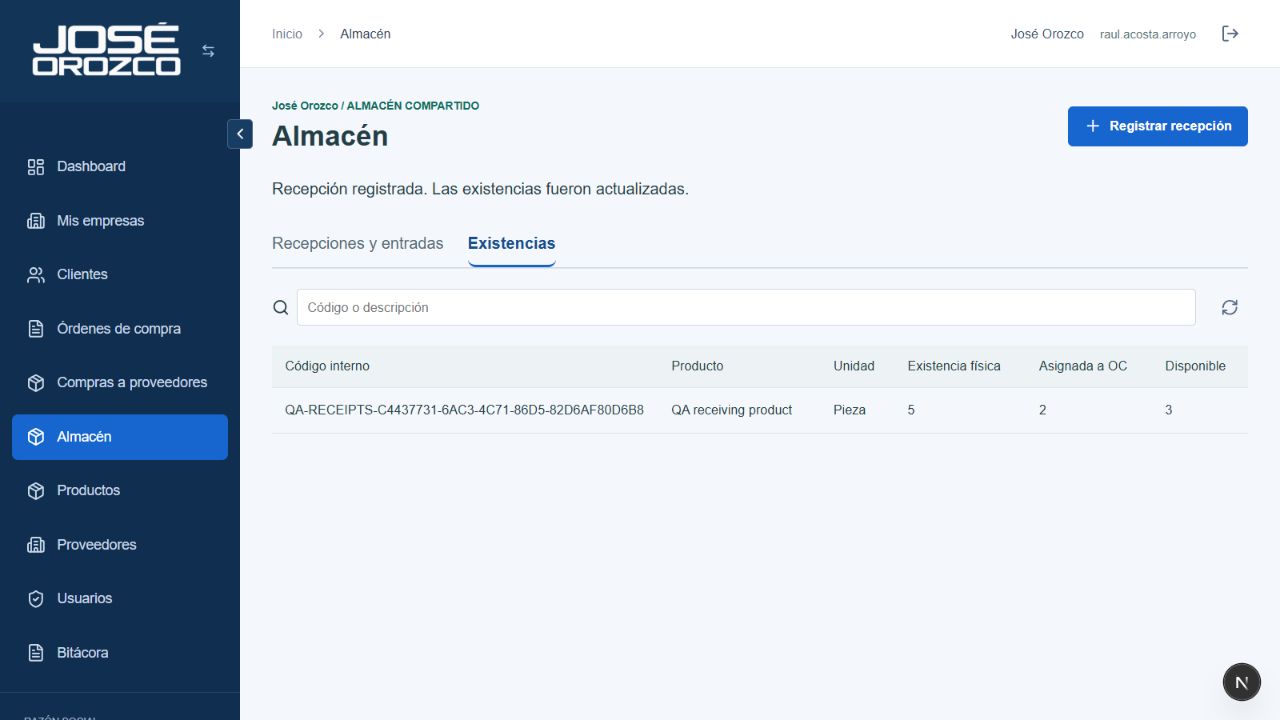 JOSÉ
OROZCO
Inicio > Almacén
José Orozco raul.acosta.arroyo
José Orozco / ALMACÉN COMPARTIDO
Almacén
Registrar recepción
Recepción registrada. Las existencias fueron actualizadas.
Recepciones y entradas Existencias
Código o descripción
Código interno Producto Unidad Existencia física Asignada a OC Disponible
QA-RECEIPTS-C4437731-6AC3-4C71-86D5-82D6AF80D6B8 QA receiving product Pieza 5 2 3
Dashboard
Mis empresas
Clientes
Órdenes de compra
Compras a proveedores
Almacén
Productos
Proveedores
Usuarios
Bitácora
RAZÓN SOCIAL
N